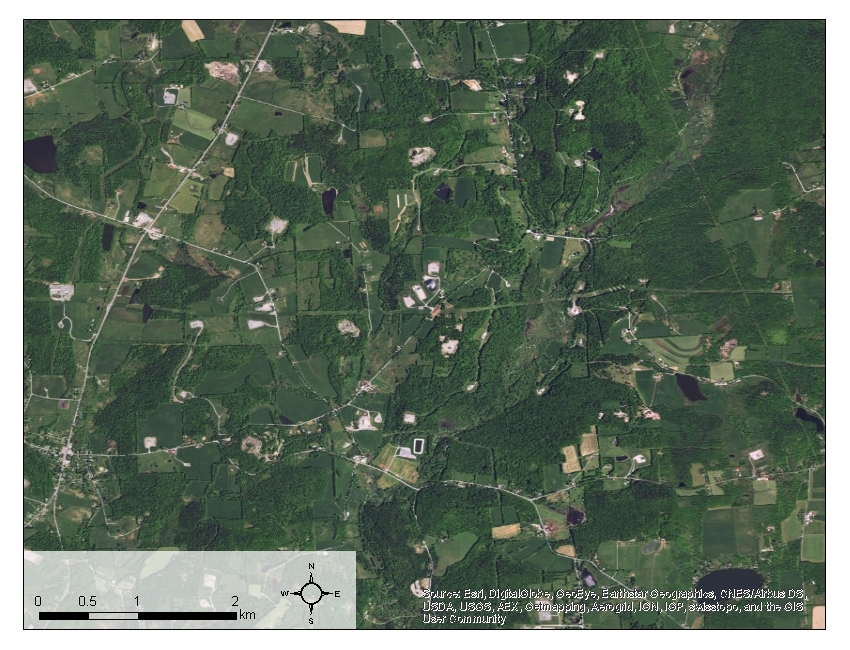 N
W E
S
0 0.5 1 2
km
Source: Esri, DigitalGlobe, GeoEye, Earthstar Geographics, CNES/Airbus DS,
USDA, USGS, AEX, Getmapping, Aerogrid, IGN, IGP, swisstopo, and the GIS
User Community